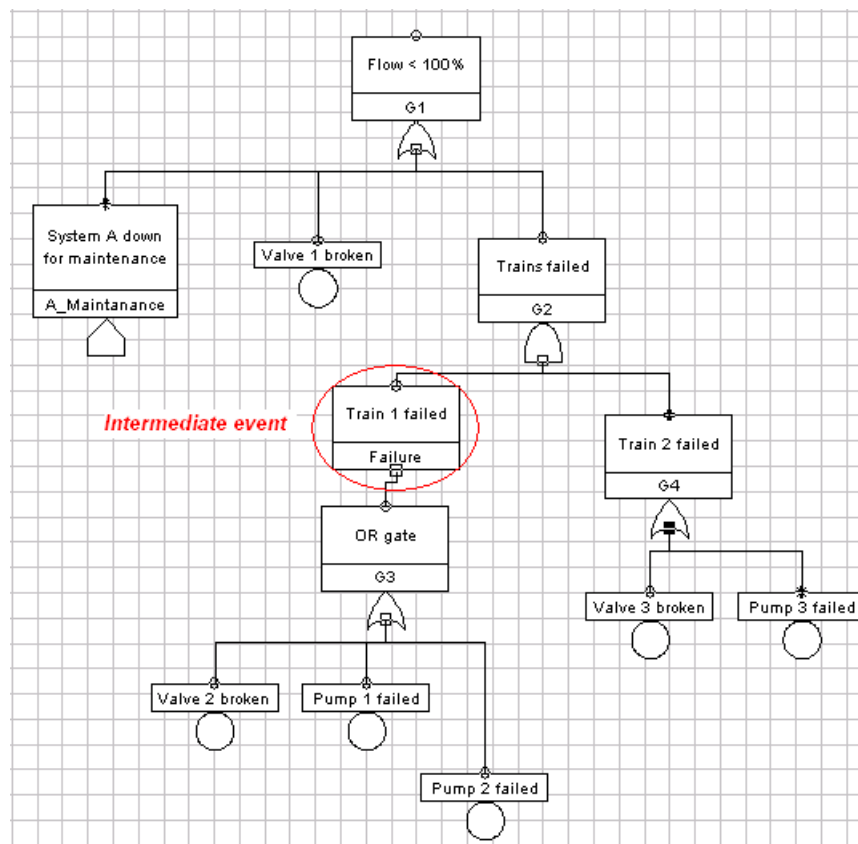 Flow < 100%
G1
System A down
for maintenance
A_Maintanance
Valve 1 broken
Trains failed
G2
Intermediate event
Train 1 failed
Failure
Train 2 failed
G4
OR gate
G3
Valve 3 broken
Pump 3 failed
Valve 2 broken
Pump 1 failed
Pump 2 failed